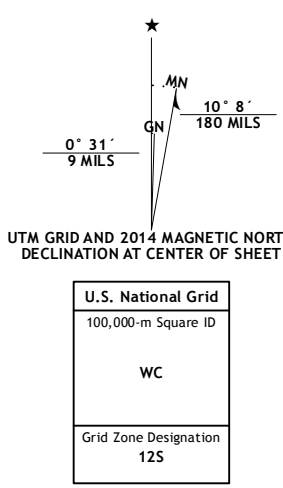 ★
MN
10° 8´
180 MILS
GN
0° 31´
9 MILS
UTM GRID AND 2014 MAGNETIC NORT
DECLINATION AT CENTER OF SHEET
U.S. National Grid
100,000-m Square ID
WC
Grid Zone Designation
12S